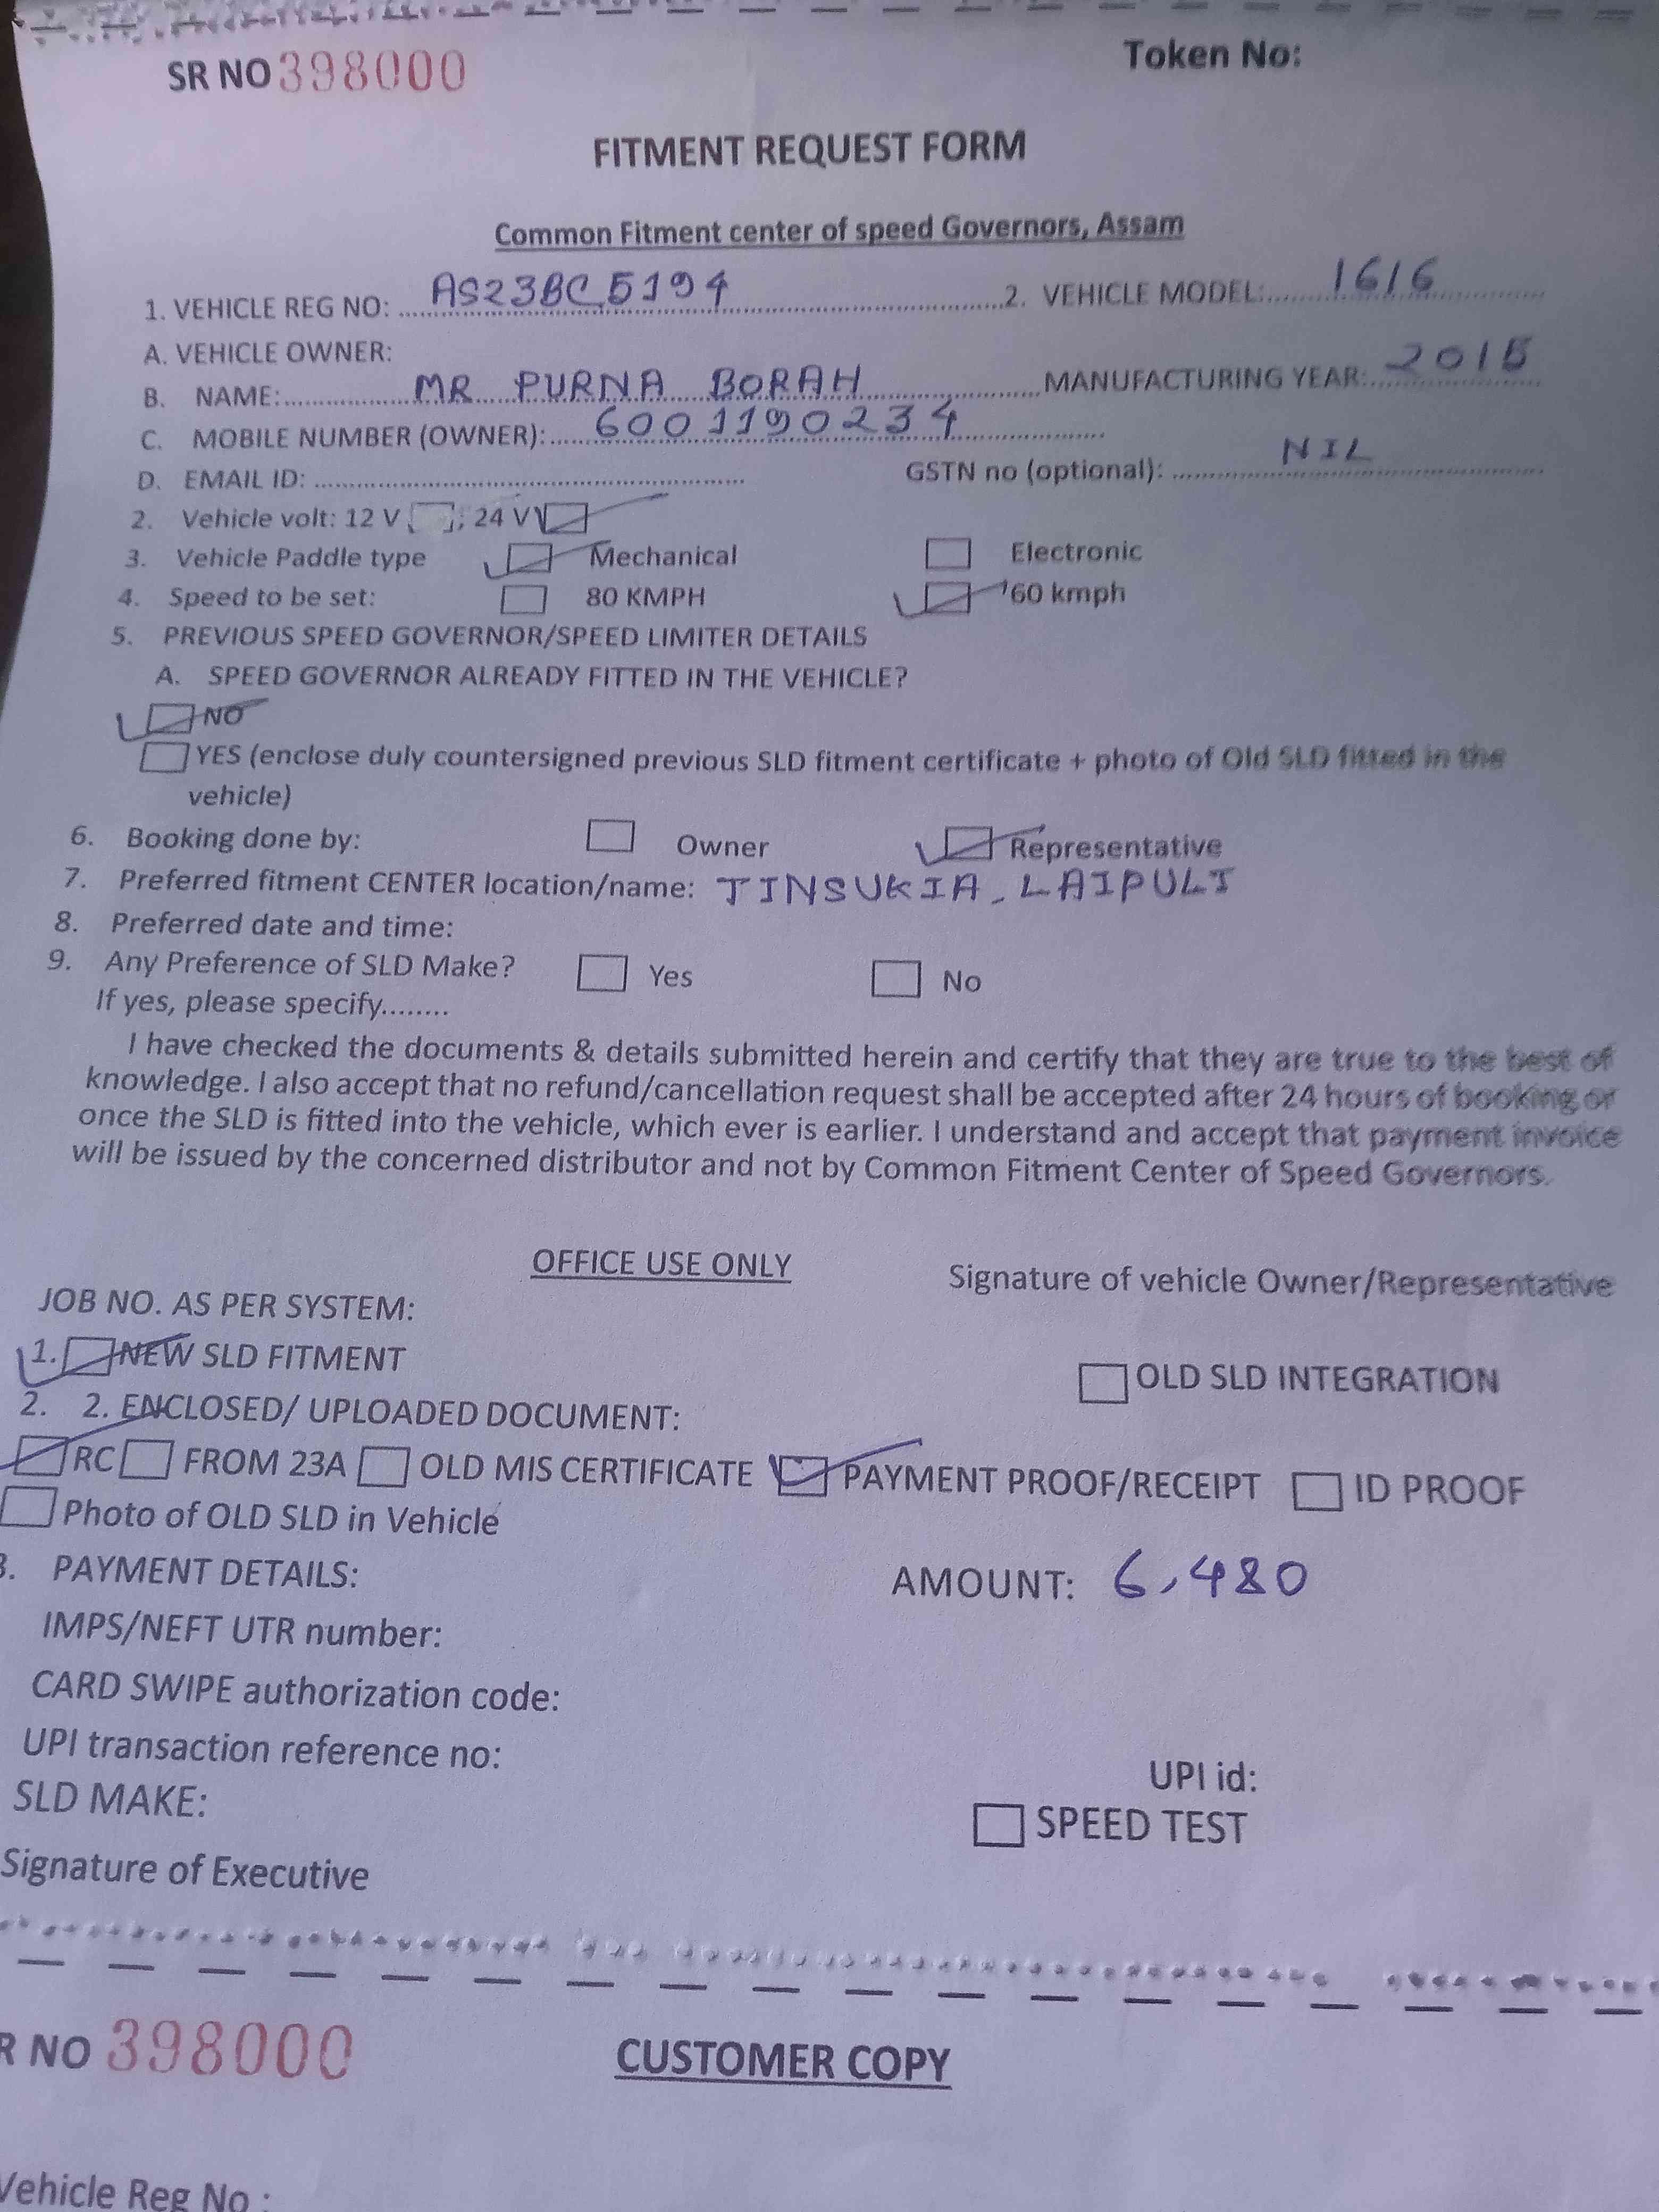 SR NO 398000 Token No:
FITMENT REQUEST FORM
Common Fitment center of speed Governors, Assam
1. VEHICLE REG NO: AS23BC5194 2. VEHICLE MODEL: 1616
A. VEHICLE OWNER:
B. NAME: MR PURNA BORAH MANUFACTURING YEAR: 2015
C. MOBILE NUMBER (OWNER): 6001190234
D. EMAIL ID: GSTN no (optional): NIL
2. Vehicle volt: 12 V ; 24 V
3. Vehicle Paddle type Mechanical Electronic
4. Speed to be set: 80 KMPH 60 kmph
5. PREVIOUS SPEED GOVERNOR/SPEED LIMITER DETAILS
A. SPEED GOVERNOR ALREADY FITTED IN THE VEHICLE?
NO
YES (enclose duly countersigned previous SLD fitment certificate + photo of Old SLD fitted in the
vehicle)
6. Booking done by: Owner Representative
7. Preferred fitment CENTER location/name: TINSUKIA, LAIPULI
8. Preferred date and time:
9. Any Preference of SLD Make? Yes No
If yes, please specify........
I have checked the documents & details submitted herein and certify that they are true to the best of
knowledge. I also accept that no refund/cancellation request shall be accepted after 24 hours of booking or
once the SLD is fitted into the vehicle, which ever is earlier. I understand and accept that payment invoice
will be issued by the concerned distributor and not by Common Fitment Center of Speed Governors.
OFFICE USE ONLY Signature of vehicle Owner/Representative
JOB NO. AS PER SYSTEM:
1. NEW SLD FITMENT OLD SLD INTEGRATION
2. 2. ENCLOSED/ UPLOADED DOCUMENT:
RC FROM 23A OLD MIS CERTIFICATE PAYMENT PROOF/RECEIPT ID PROOF
Photo of OLD SLD in Vehicle
3. PAYMENT DETAILS: AMOUNT: 6,480
IMPS/NEFT UTR number:
CARD SWIPE authorization code:
UPI transaction reference no: UPI id:
SLD MAKE: SPEED TEST
Signature of Executive
R NO 398000 CUSTOMER COPY
Vehicle Reg No :